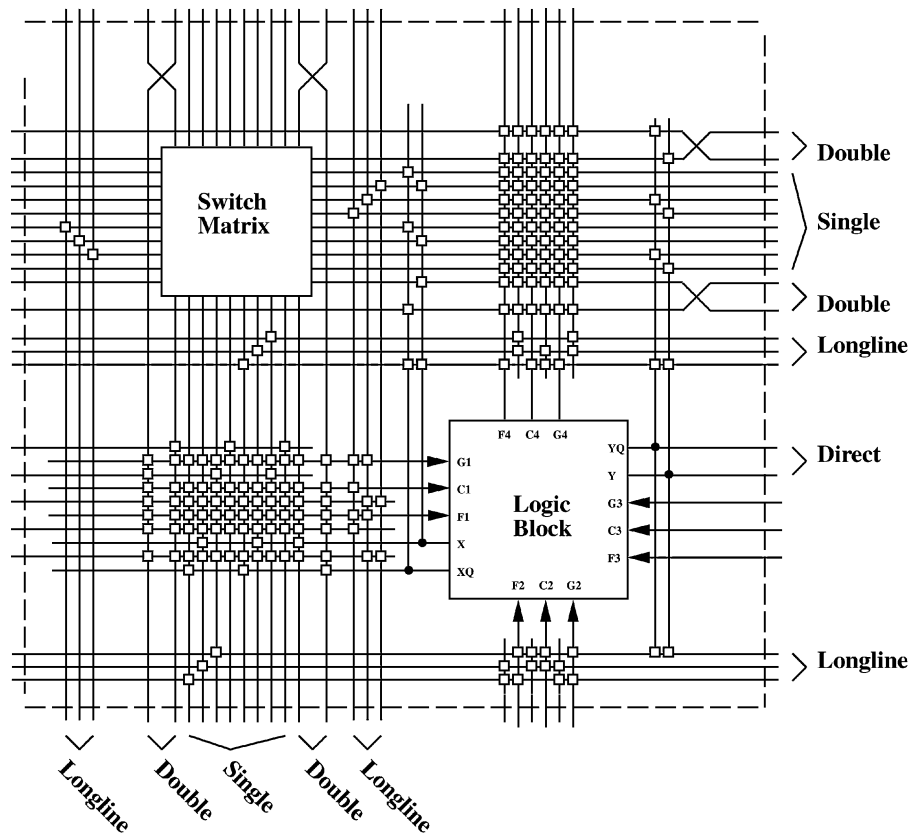 Double
Switch
Matrix
Single
Double
Longline
F4 C4 G4
YQ
Direct
G1
Y
C1
G3
Logic
Block
F1
C3
X
F3
XQ
F2 C2 G2
Longline
Longline
Double
Single
Double
Longline